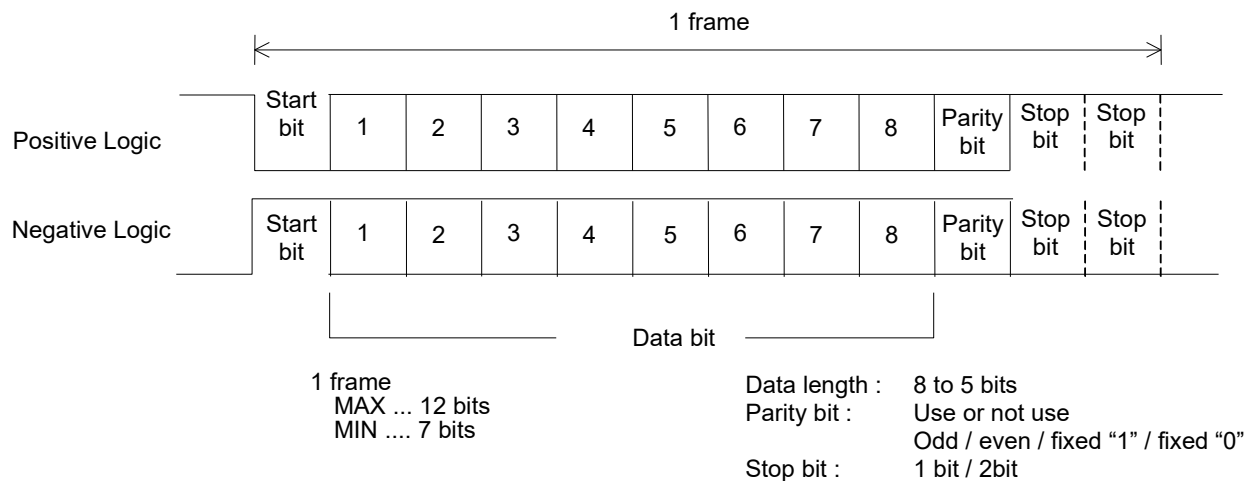 1 frame
Positive Logic
Start bit 1 2 3 4 5 6 7 8 Parity bit Stop bit Stop bit
Negative Logic
Start bit 1 2 3 4 5 6 7 8 Parity bit Stop bit Stop bit
Data bit
1 frame
MAX ... 12 bits
MIN .... 7 bits
Data length : 8 to 5 bits
Parity bit : Use or not use
Odd / even / fixed “1” / fixed “0”
Stop bit : 1 bit / 2bit